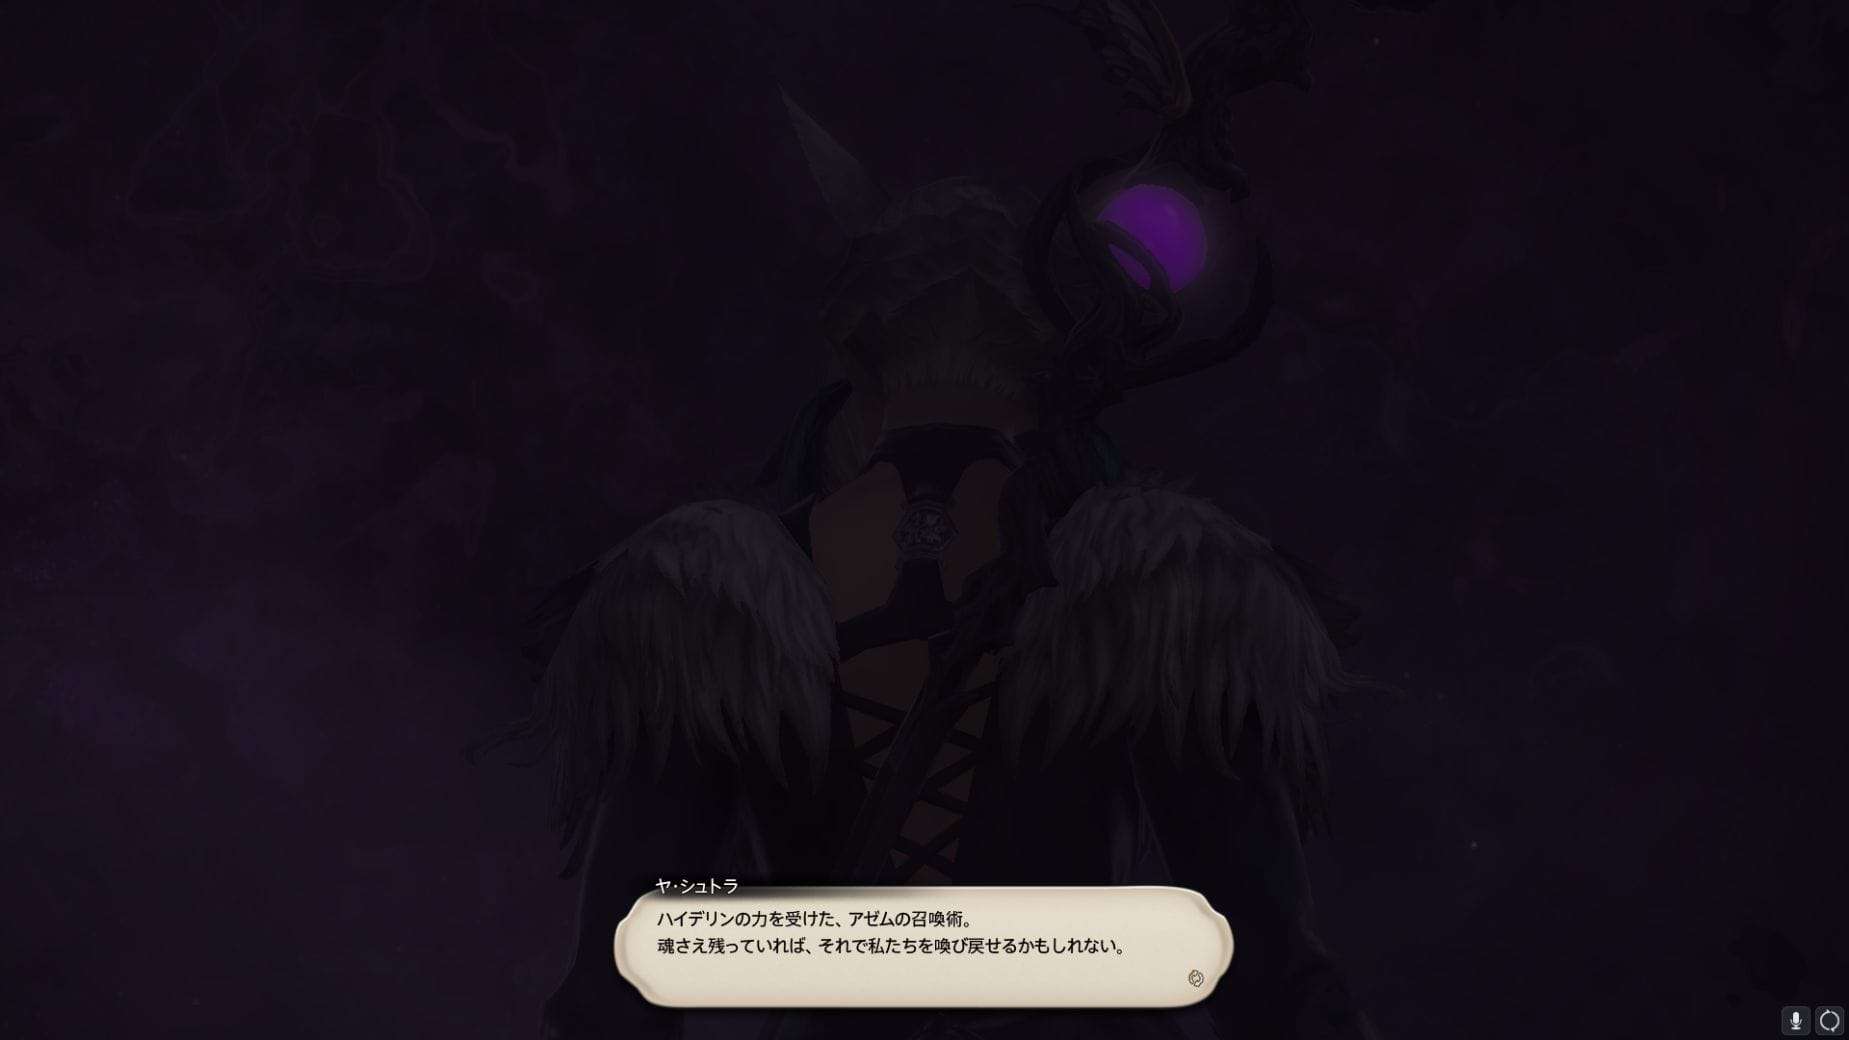 ヤ・シュトラ
ハイデリンの力を受けた、アゼムの召喚術。
魂さえ残っていれば、それで私たちを喚び戻せるかもしれない。